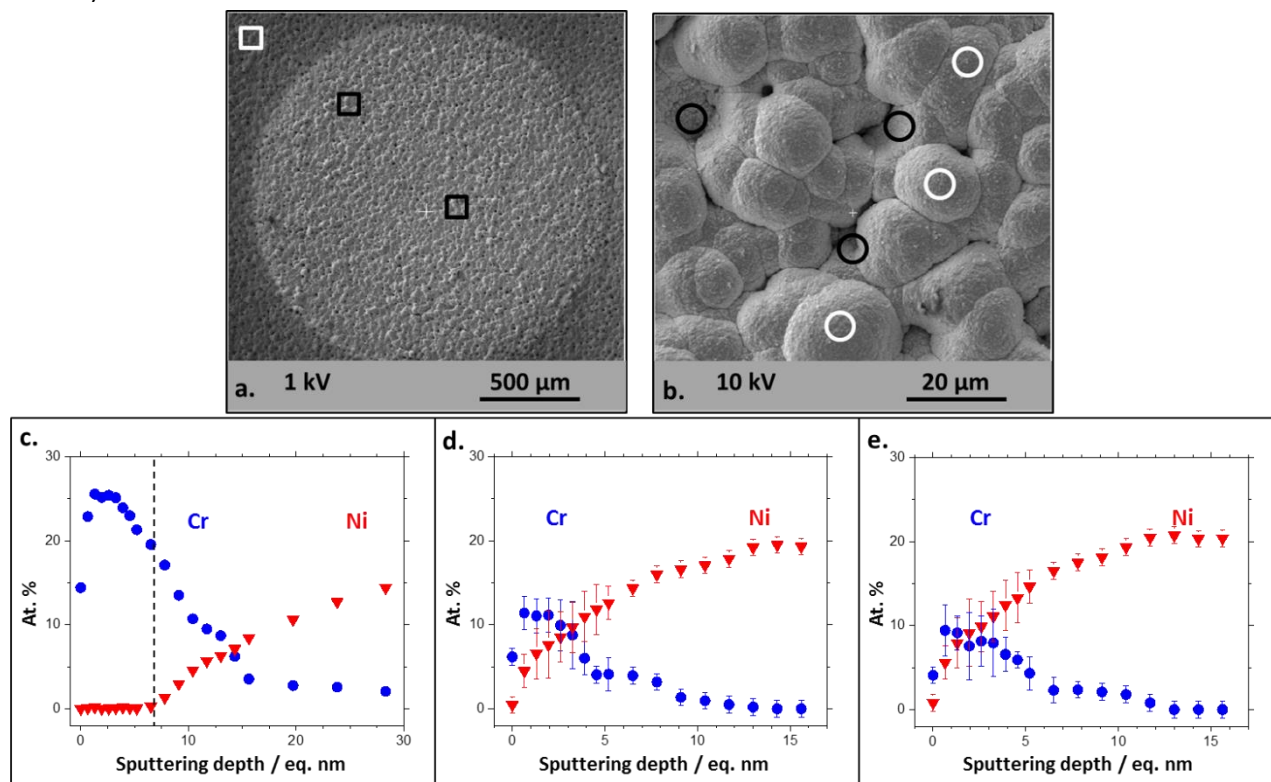 1 kV
500 µm
a.
10 kV
20 µm
b.
c.
30
20
10
0
At. %
Cr
Ni
0
10
20
30
Sputtering depth / eq. nm
d.
30
20
10
0
At. %
Cr
Ni
0
5
10
15
Sputtering depth / eq. nm
e.
30
20
10
0
At. %
Cr
Ni
0
5
10
15
Sputtering depth / eq. nm